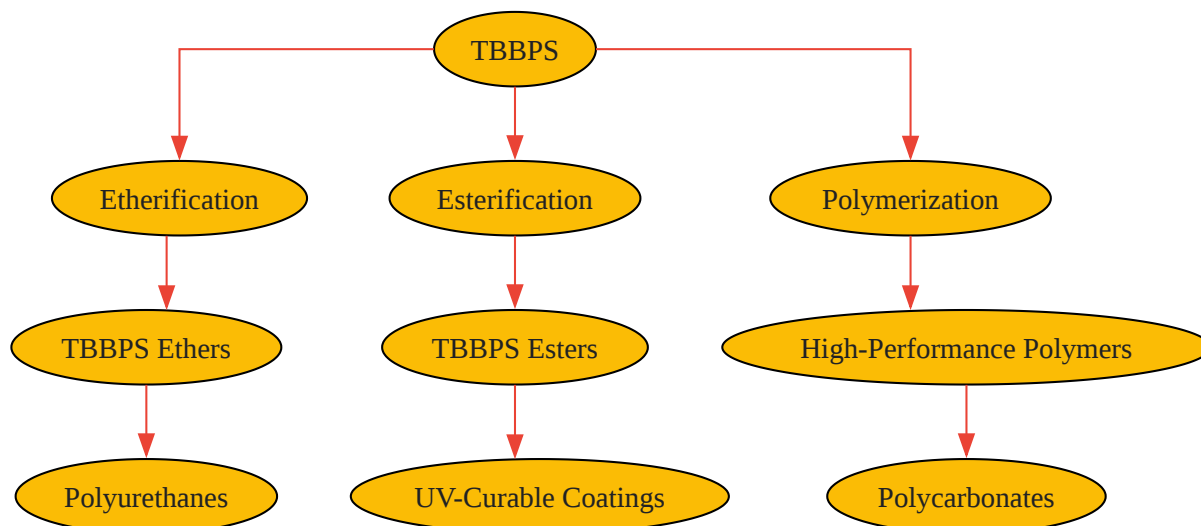 TBBPS
Etherification
Esterification
Polymerization
TBBPS Ethers
TBBPS Esters
High-Performance Polymers
Polyurethanes
UV-Curable Coatings
Polycarbonates